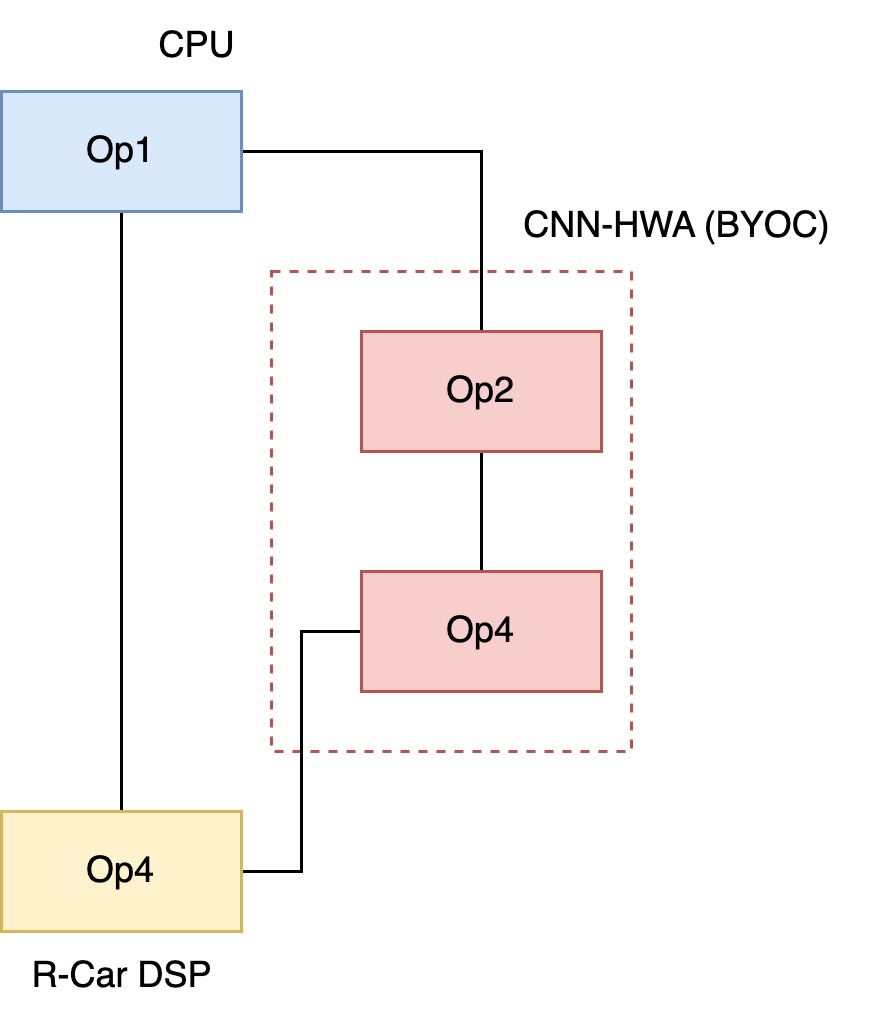 CPU
Op1
CNN-HWA (BYOC)
Op2
Op4
Op4
R-Car DSP